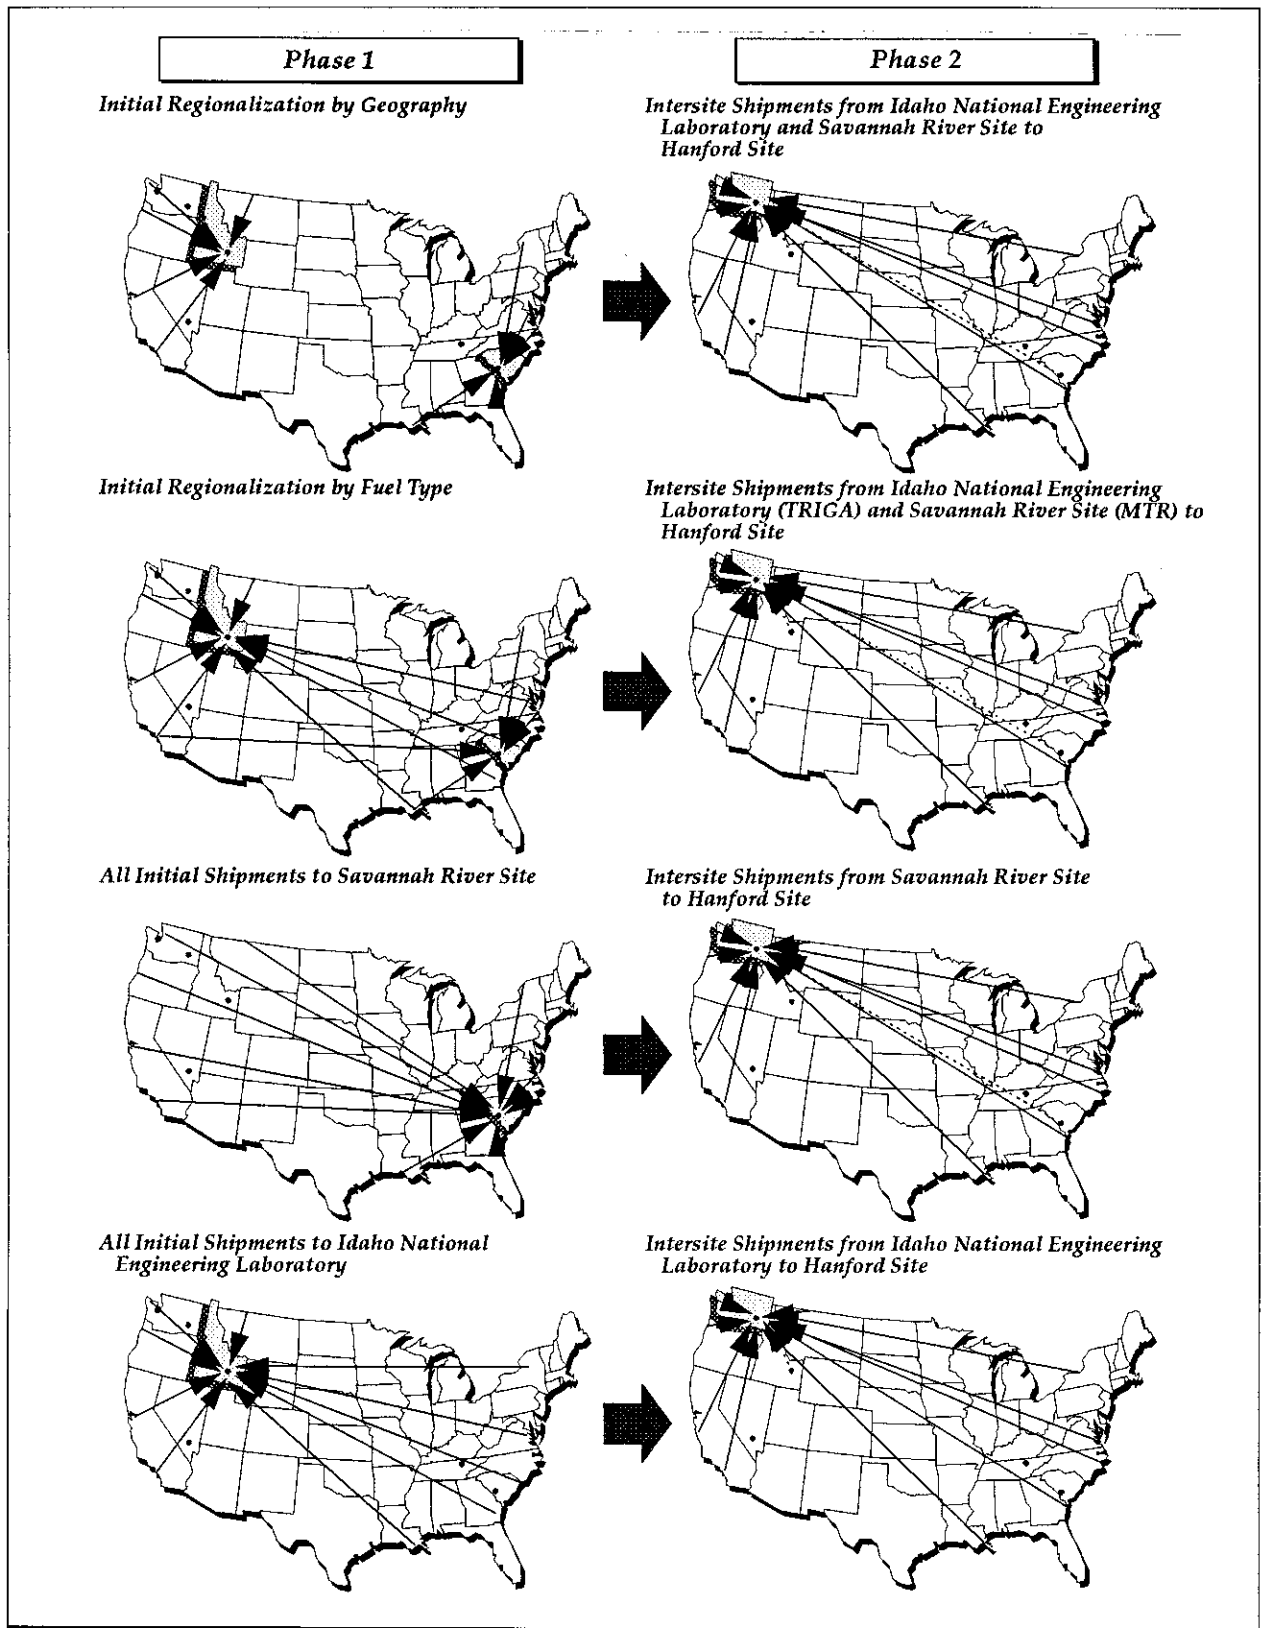 Phase 1
Phase 2
Initial Regionalization by Geography
Intersite Shipments from Idaho National Engineering
Laboratory and Savannah River Site to
Hanford Site
Initial Regionalization by Fuel Type
Intersite Shipments from Idaho National Engineering
Laboratory (TRIGA) and Savannah River Site (MTR) to
Hanford Site
All Initial Shipments to Savannah River Site
Intersite Shipments from Savannah River Site
to Hanford Site
All Initial Shipments to Idaho National
Engineering Laboratory
Intersite Shipments from Idaho National Engineering
Laboratory to Hanford Site